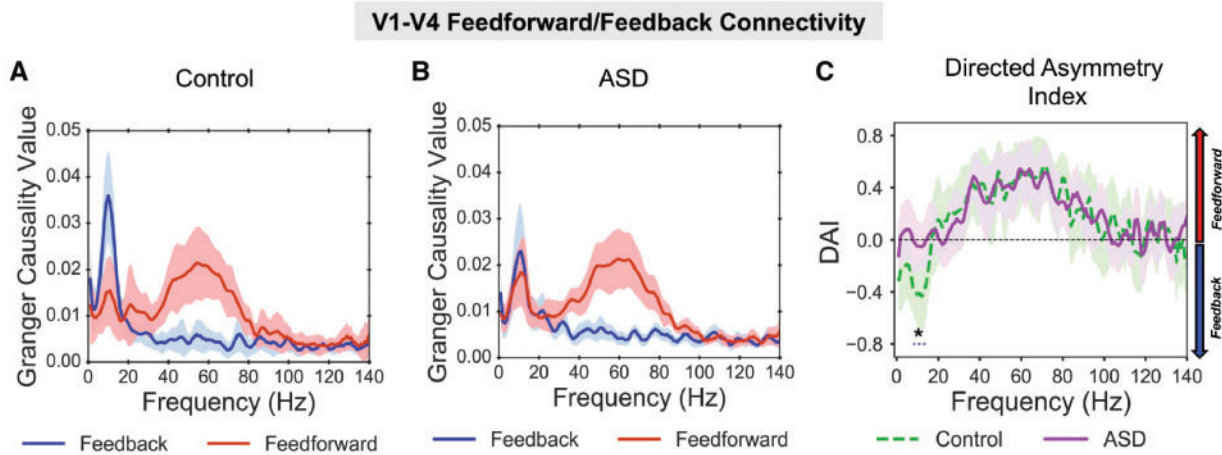 V1-V4 Feedforward/Feedback Connectivity
A
Control
Granger Causality Value
0.05
0.04
0.03
0.02
0.01
0.00
0 20 40 60 80 100 120 140
Frequency (Hz)
Feedback Feedforward
B
ASD
Granger Causality Value
0.05
0.04
0.03
0.02
0.01
0.00
0 20 40 60 80 100 120 140
Frequency (Hz)
Feedback Feedforward
C
Directed Asymmetry
Index
DAI
0.8
0.4
0.0
−0.4
−0.8
*
0 20 40 60 80 100 120 140
Frequency (Hz)
Control ASD
Feedforward
Feedback